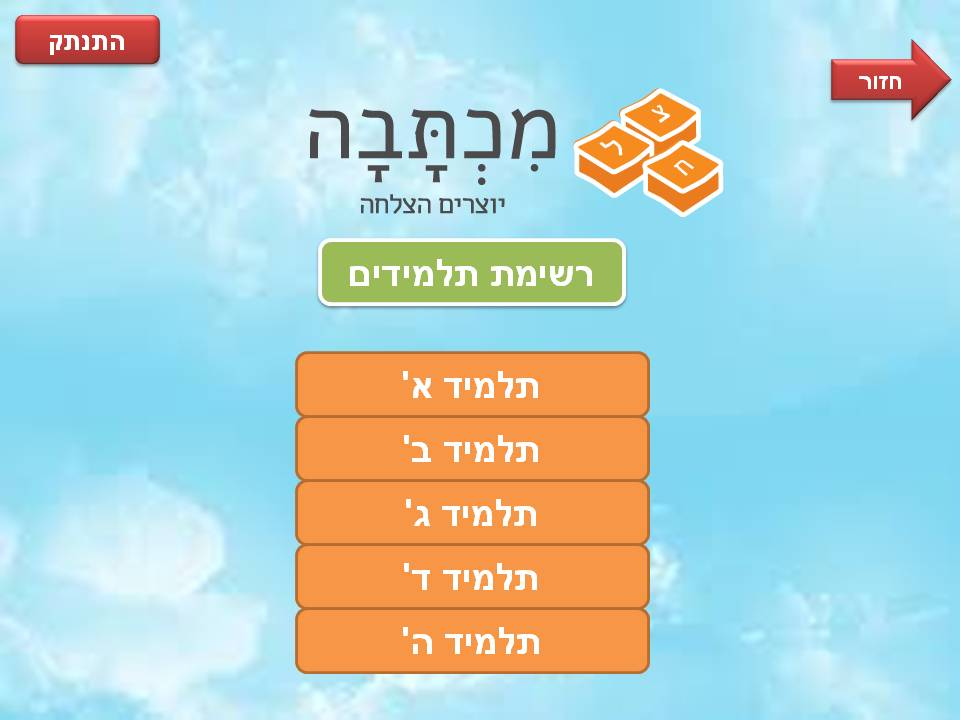 התנתק
חזור
מִכְתָּבָה
צ
ל
ח
יוצרים הצלחה
רשימת תלמידים
תלמיד א'
תלמיד ב'
תלמיד ג'
תלמיד ד'
תלמיד ה'